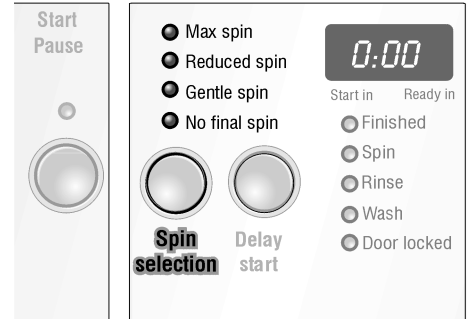 Start
Pause
Max spin
Reduced spin
Gentle spin
No final spin
Spin
selection
Delay
start
0:00
Start in Ready in
Finished
Spin
Rinse
Wash
Door locked